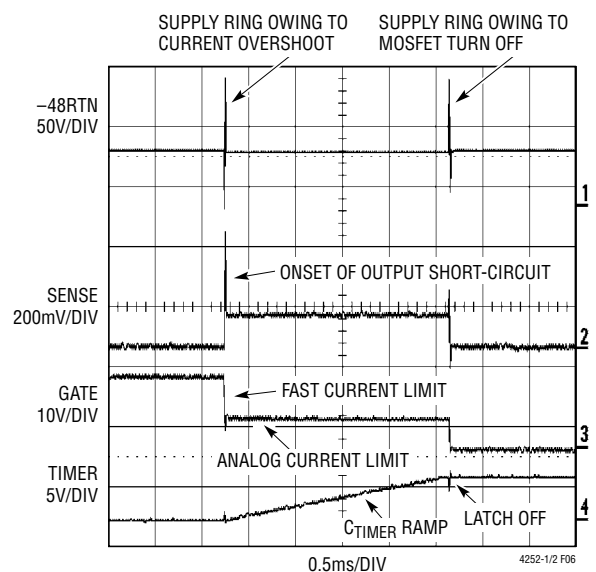 SUPPLY RING OWING TO
CURRENT OVERSHOOT
SUPPLY RING OWING TO
MOSFET TURN OFF
–48RTN
50V/DIV
1
ONSET OF OUTPUT SHORT-CIRCUIT
SENSE
200mV/DIV
2
FAST CURRENT LIMIT
GATE
10V/DIV
3
ANALOG CURRENT LIMIT
TIMER
5V/DIV
CTIMER RAMP
LATCH OFF
4
0.5ms/DIV
4252-1/2 F06